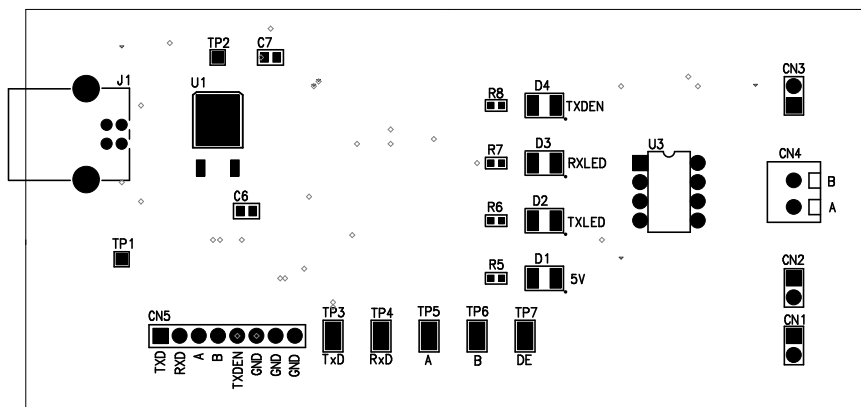 TP2
C7
J1
U1
C6
TP1
R8
D4
TXDEN
R7
D3
RXLED
R6
D2
TXLED
R5
D1
5V
U3
CN3
CN4
B
A
CN2
CN1
CN5
TXD
RXD
A
B
TXDEN
GND
GND
GND
TP3
TxD
TP4
RxD
TP5
A
TP6
B
TP7
DE